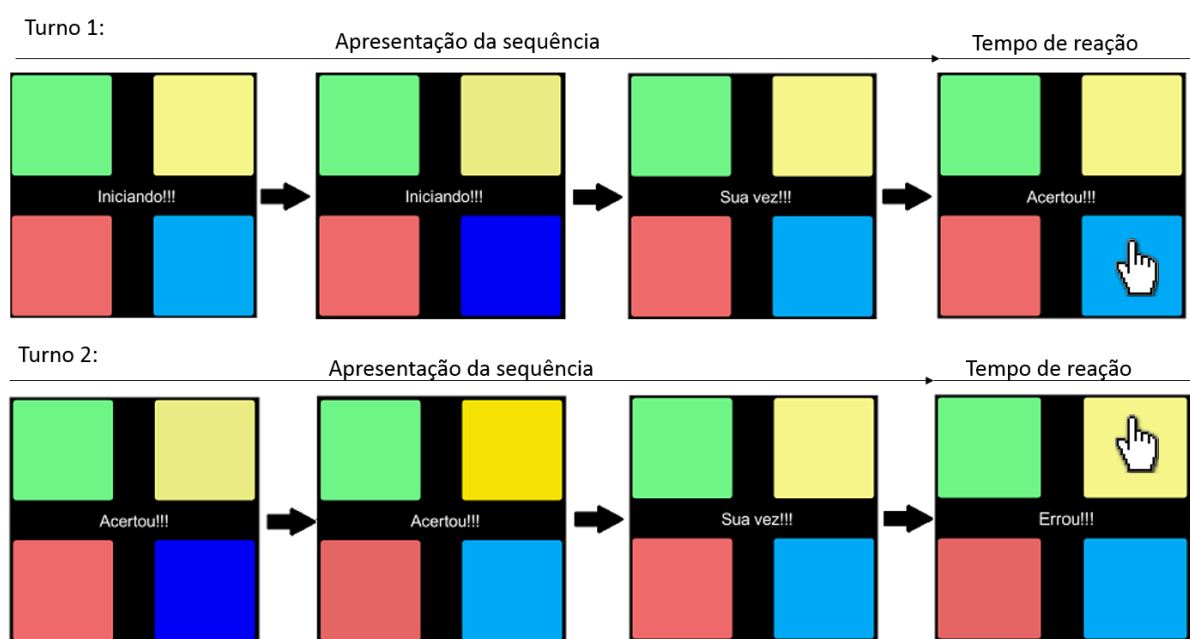 Turno 1:
Apresentação da sequência
Tempo de reação
Iniciando!!!
Iniciando!!!
Sua vez!!!
Acertou!!!
Turno 2:
Apresentação da sequência
Tempo de reação
Acertou!!!
Acertou!!!
Sua vez!!!
Errou!!!